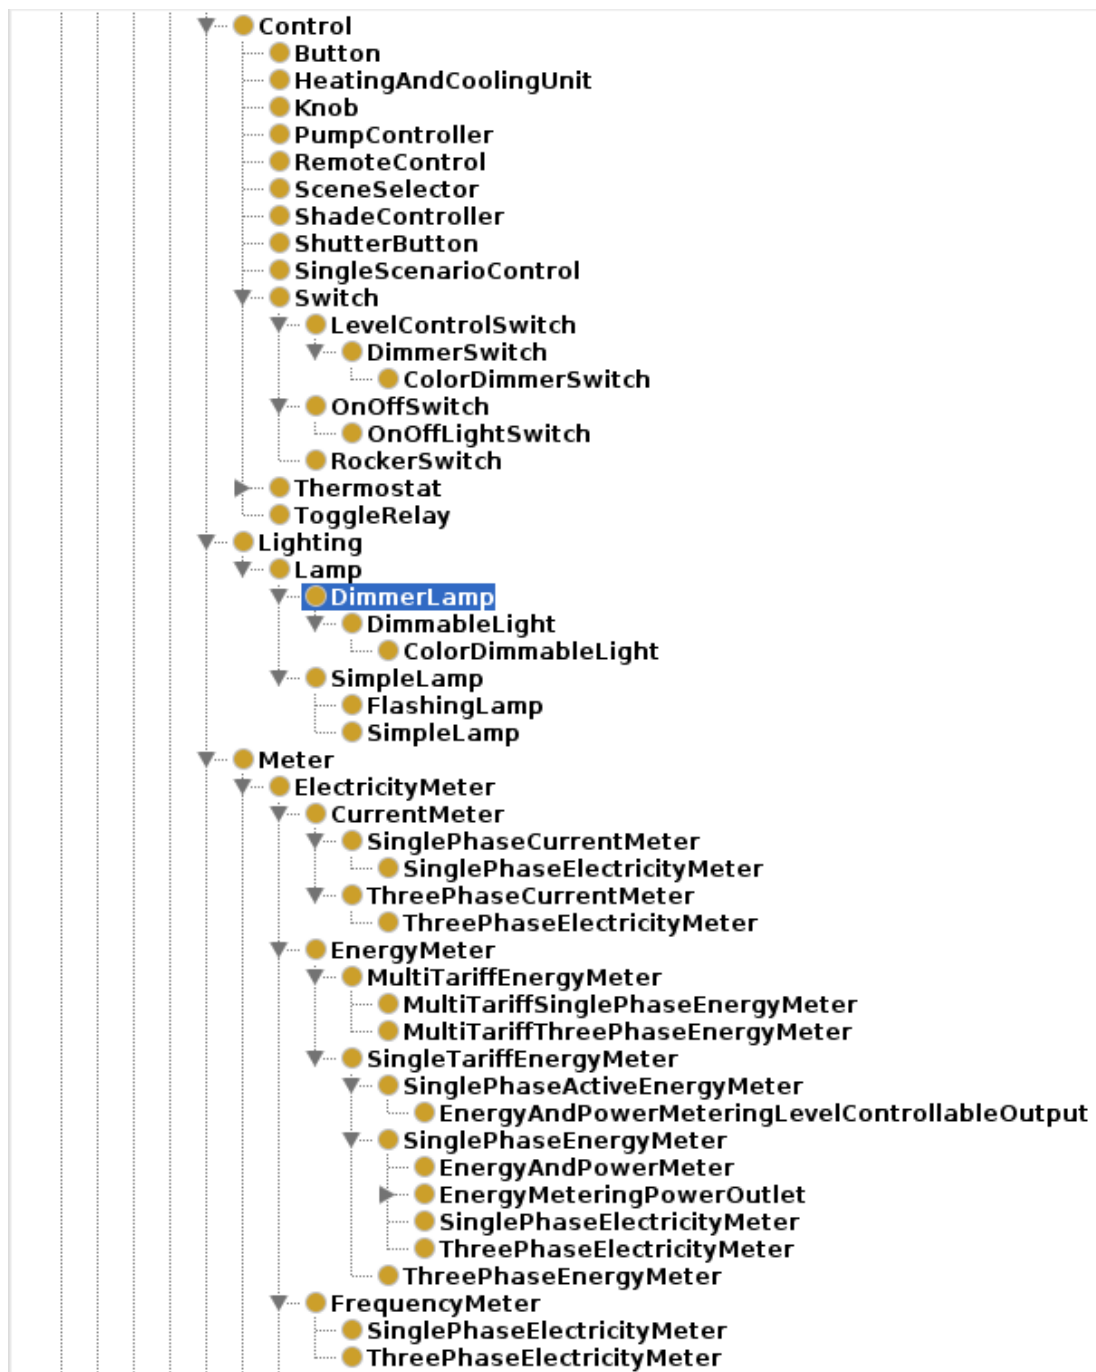 Control
Button
HeatingAndCoolingUnit
Knob
PumpController
RemoteControl
SceneSelector
ShadeController
ShutterButton
SingleScenarioControl
Switch
LevelControlSwitch
DimmerSwitch
ColorDimmerSwitch
OnOffSwitch
OnOffLightSwitch
RockerSwitch
Thermostat
ToggleRelay
Lighting
Lamp
DimmerLamp
DimmableLight
ColorDimmableLight
SimpleLamp
FlashingLamp
SimpleLamp
Meter
ElectricityMeter
CurrentMeter
SinglePhaseCurrentMeter
SinglePhaseElectricityMeter
ThreePhaseCurrentMeter
ThreePhaseElectricityMeter
EnergyMeter
MultiTariffEnergyMeter
MultiTariffSinglePhaseEnergyMeter
MultiTariffThreePhaseEnergyMeter
SingleTariffEnergyMeter
SinglePhaseActiveEnergyMeter
EnergyAndPowerMeteringLevelControllableOutput
SinglePhaseEnergyMeter
EnergyAndPowerMeter
EnergyMeteringPowerOutlet
SinglePhaseElectricityMeter
ThreePhaseElectricityMeter
ThreePhaseEnergyMeter
FrequencyMeter
SinglePhaseElectricityMeter
ThreePhaseElectricityMeter